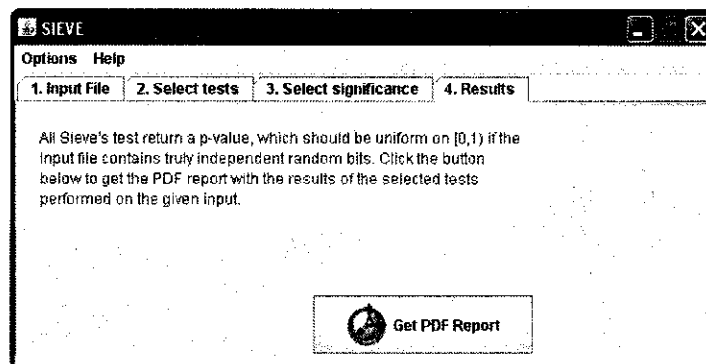 SIEVE
Options Help
1. Input File 2. Select tests 3. Select significance 4. Results
All Sieve's test return a p-value, which should be uniform on [0,1) if the
input file contains truly independent random bits. Click the button
below to get the PDF report with the results of the selected tests
performed on the given input.
Get PDF Report